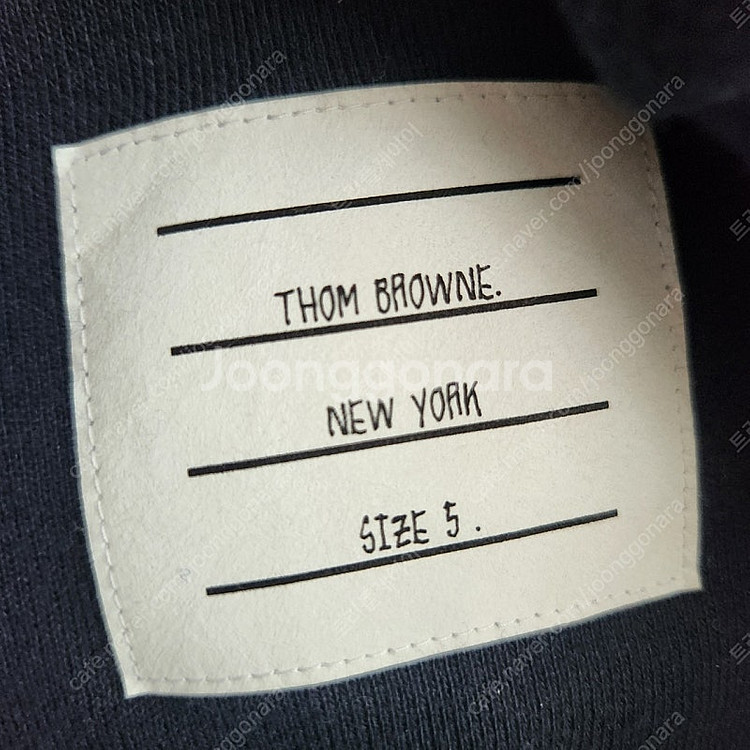 THOM BROWNE.
NEW YORK
SIZE 5.
Joonggonara